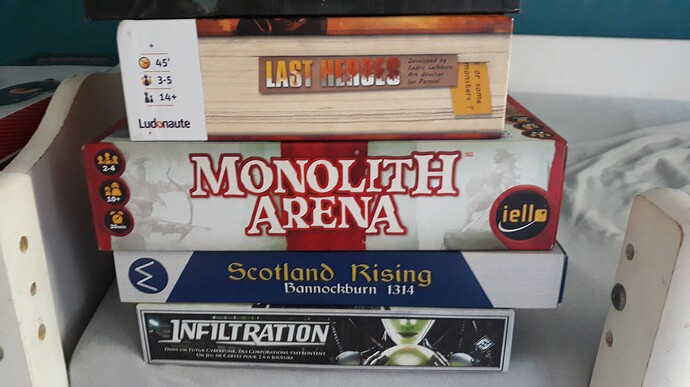 45'
3-5
14+
Ludonaute
LAST HEROES
Developed by
Cédric Lefebvre
Art director
Ian Parovel
or some
monsters ?
2-4
10+
30min
MONOLITH
ARENA
iello
Scotland Rising
Bannockburn 1314
INFILTRATION
DANS UN FUTUR CYBERPUNK, DES CORPORATIONS S'AFFRONTENT
UN JEU DE CARTES POUR 2 À 6 JOUEURS.